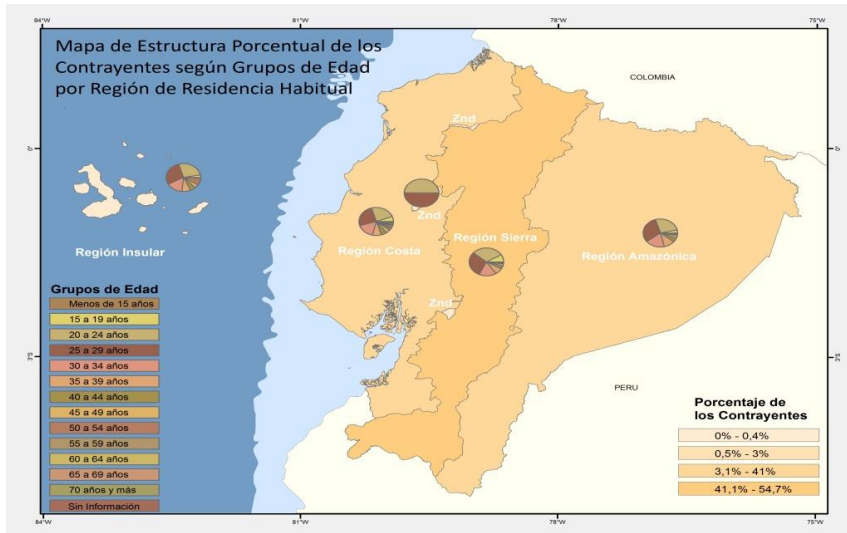 84°W
81°W
78°W
75°W
Mapa de Estructura Porcentual de los
Contrayentes según Grupos de Edad
por Región de Residencia Habitual
COLOMBIA
Znd
0°
0°
Znd
Región Insular
Región Costa
Región Sierra
Región Amazónica
Grupos de Edad
Menos de 15 años
15 a 19 años
20 a 24 años
25 a 29 años
30 a 34 años
35 a 39 años
40 a 44 años
45 a 49 años
50 a 54 años
55 a 59 años
60 a 64 años
65 a 69 años
70 años y más
Sin Información
Znd
3°S
3°S
PERU
Porcentaje de
los Contrayentes
0% - 0,4%
0,5% - 3%
3,1% - 41%
41,1% - 54,7%
84°W
81°W
78°W
75°W